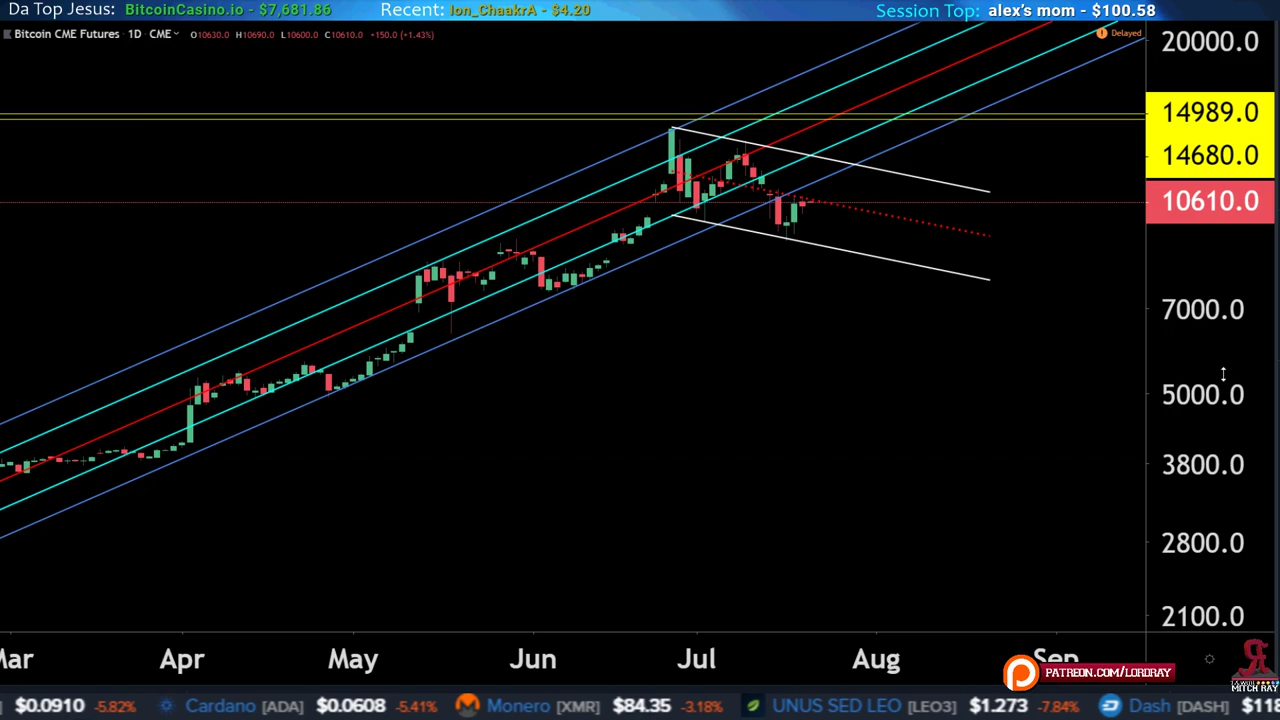 Da Top Jesus: BitcoinCasino.io - $7,681.86 Recent: Ion_ChaakrA - $4.20 Session Top: alex's mom - $100.58
Bitcoin CME Futures · 1D · CME O10630.0 H10690.0 L10600.0 C10610.0 +150.0 (+1.43%) Delayed
20000.0
14989.0
14680.0
10610.0
7000.0
5000.0
3800.0
2800.0
2100.0
Mar Apr May Jun Jul Aug Sep
PATREON.COM/LORDRAY
MITCH RAY
$0.0910 -5.82% Cardano [ADA] $0.0608 -5.41% Monero [XMR] $84.35 -3.18% UNUS SED LEO [LEO3] $1.273 -7.84% Dash [DASH] $118